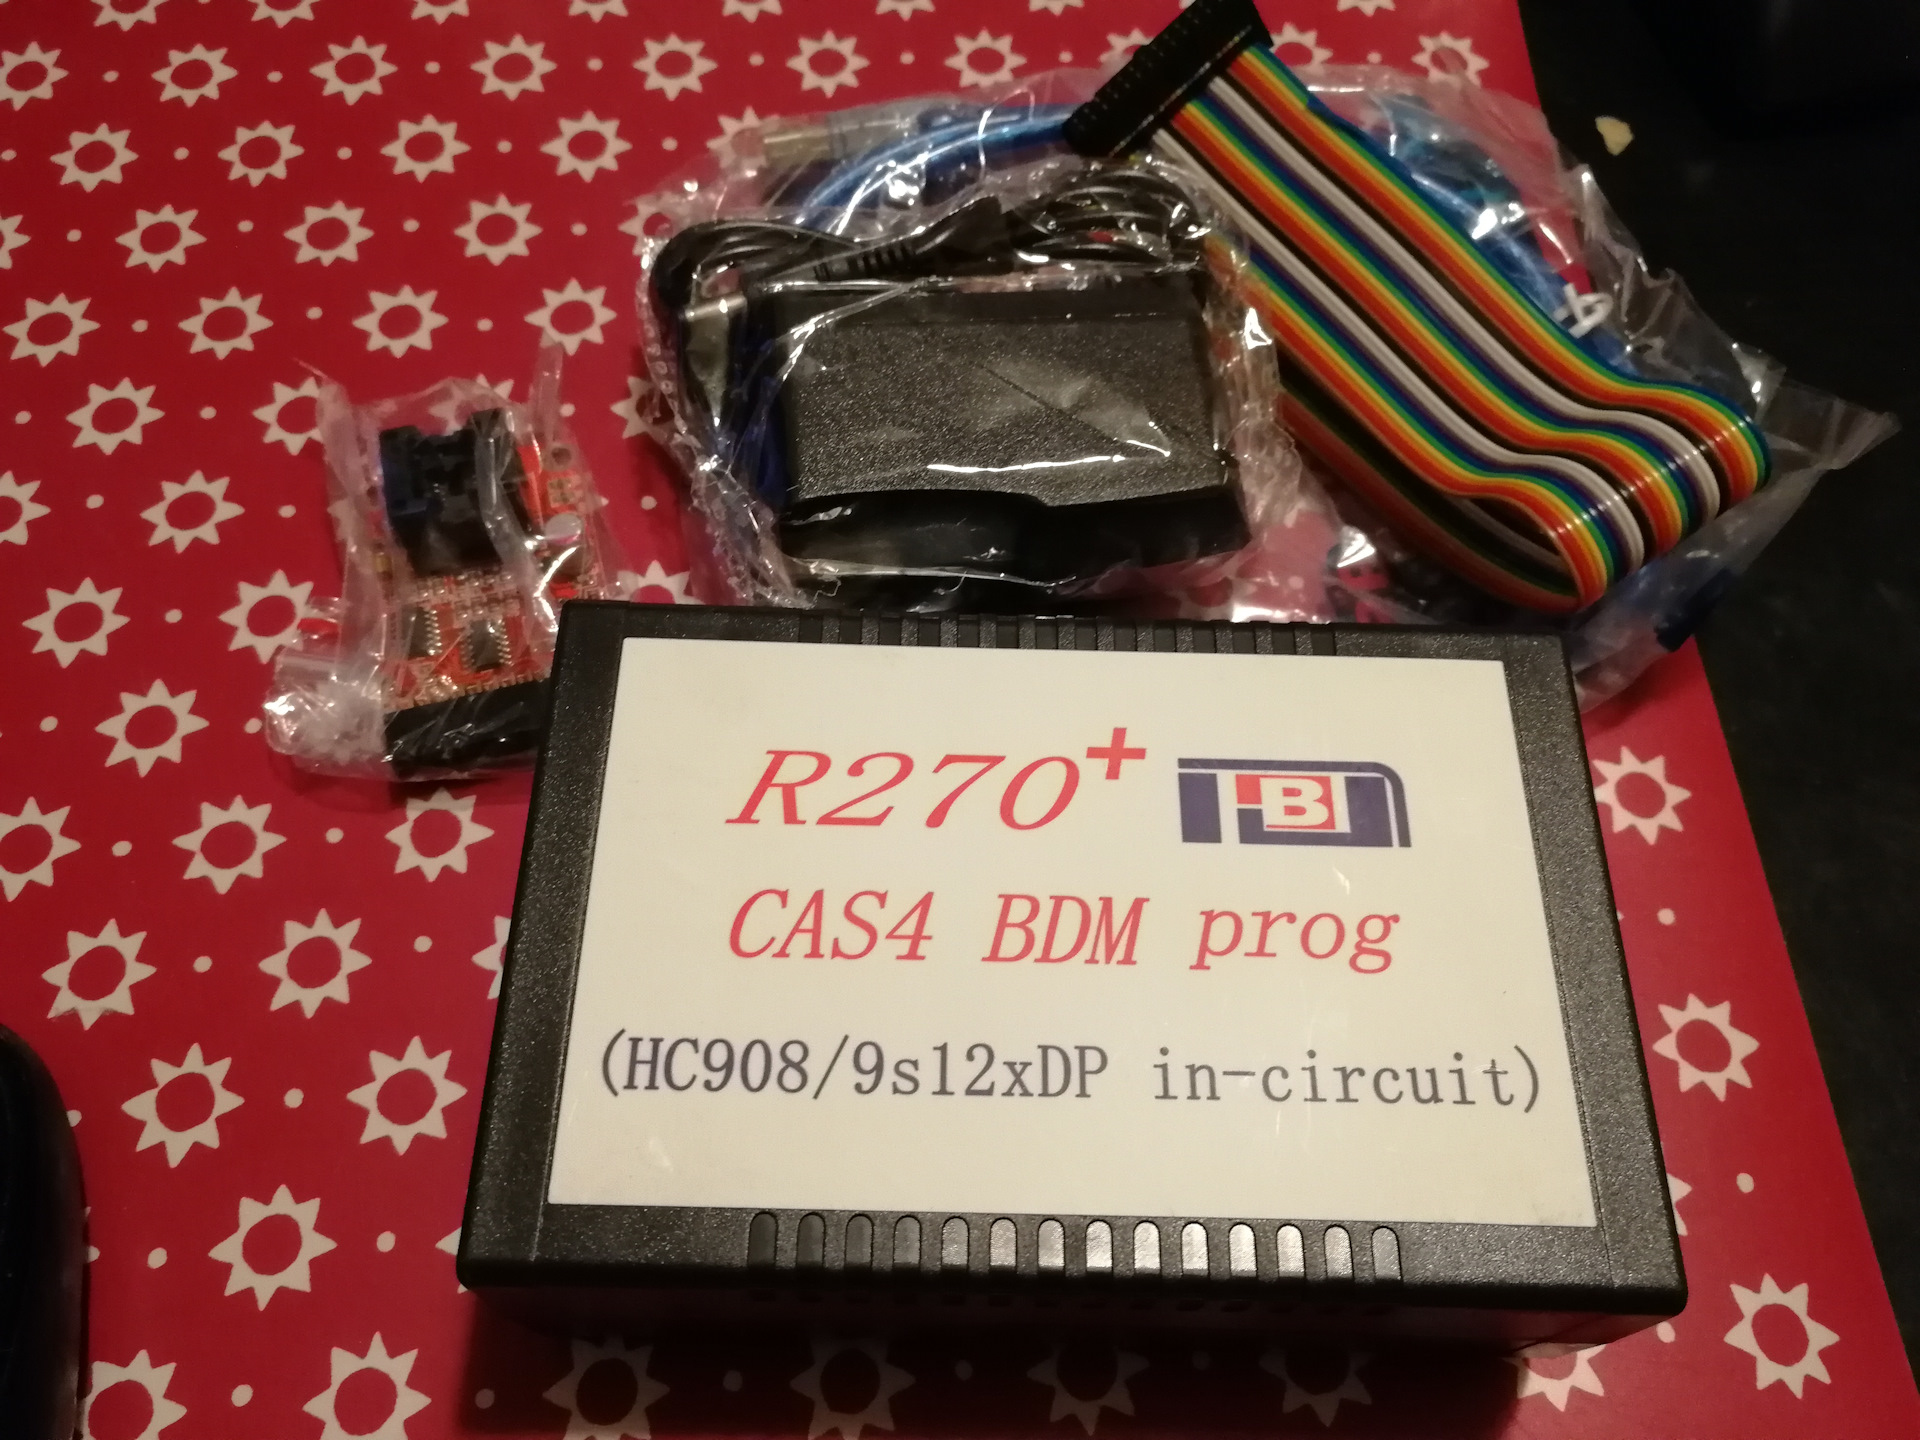 R270+ B
CAS4 BDM prog
(HC908/9s12xDP in-circuit)